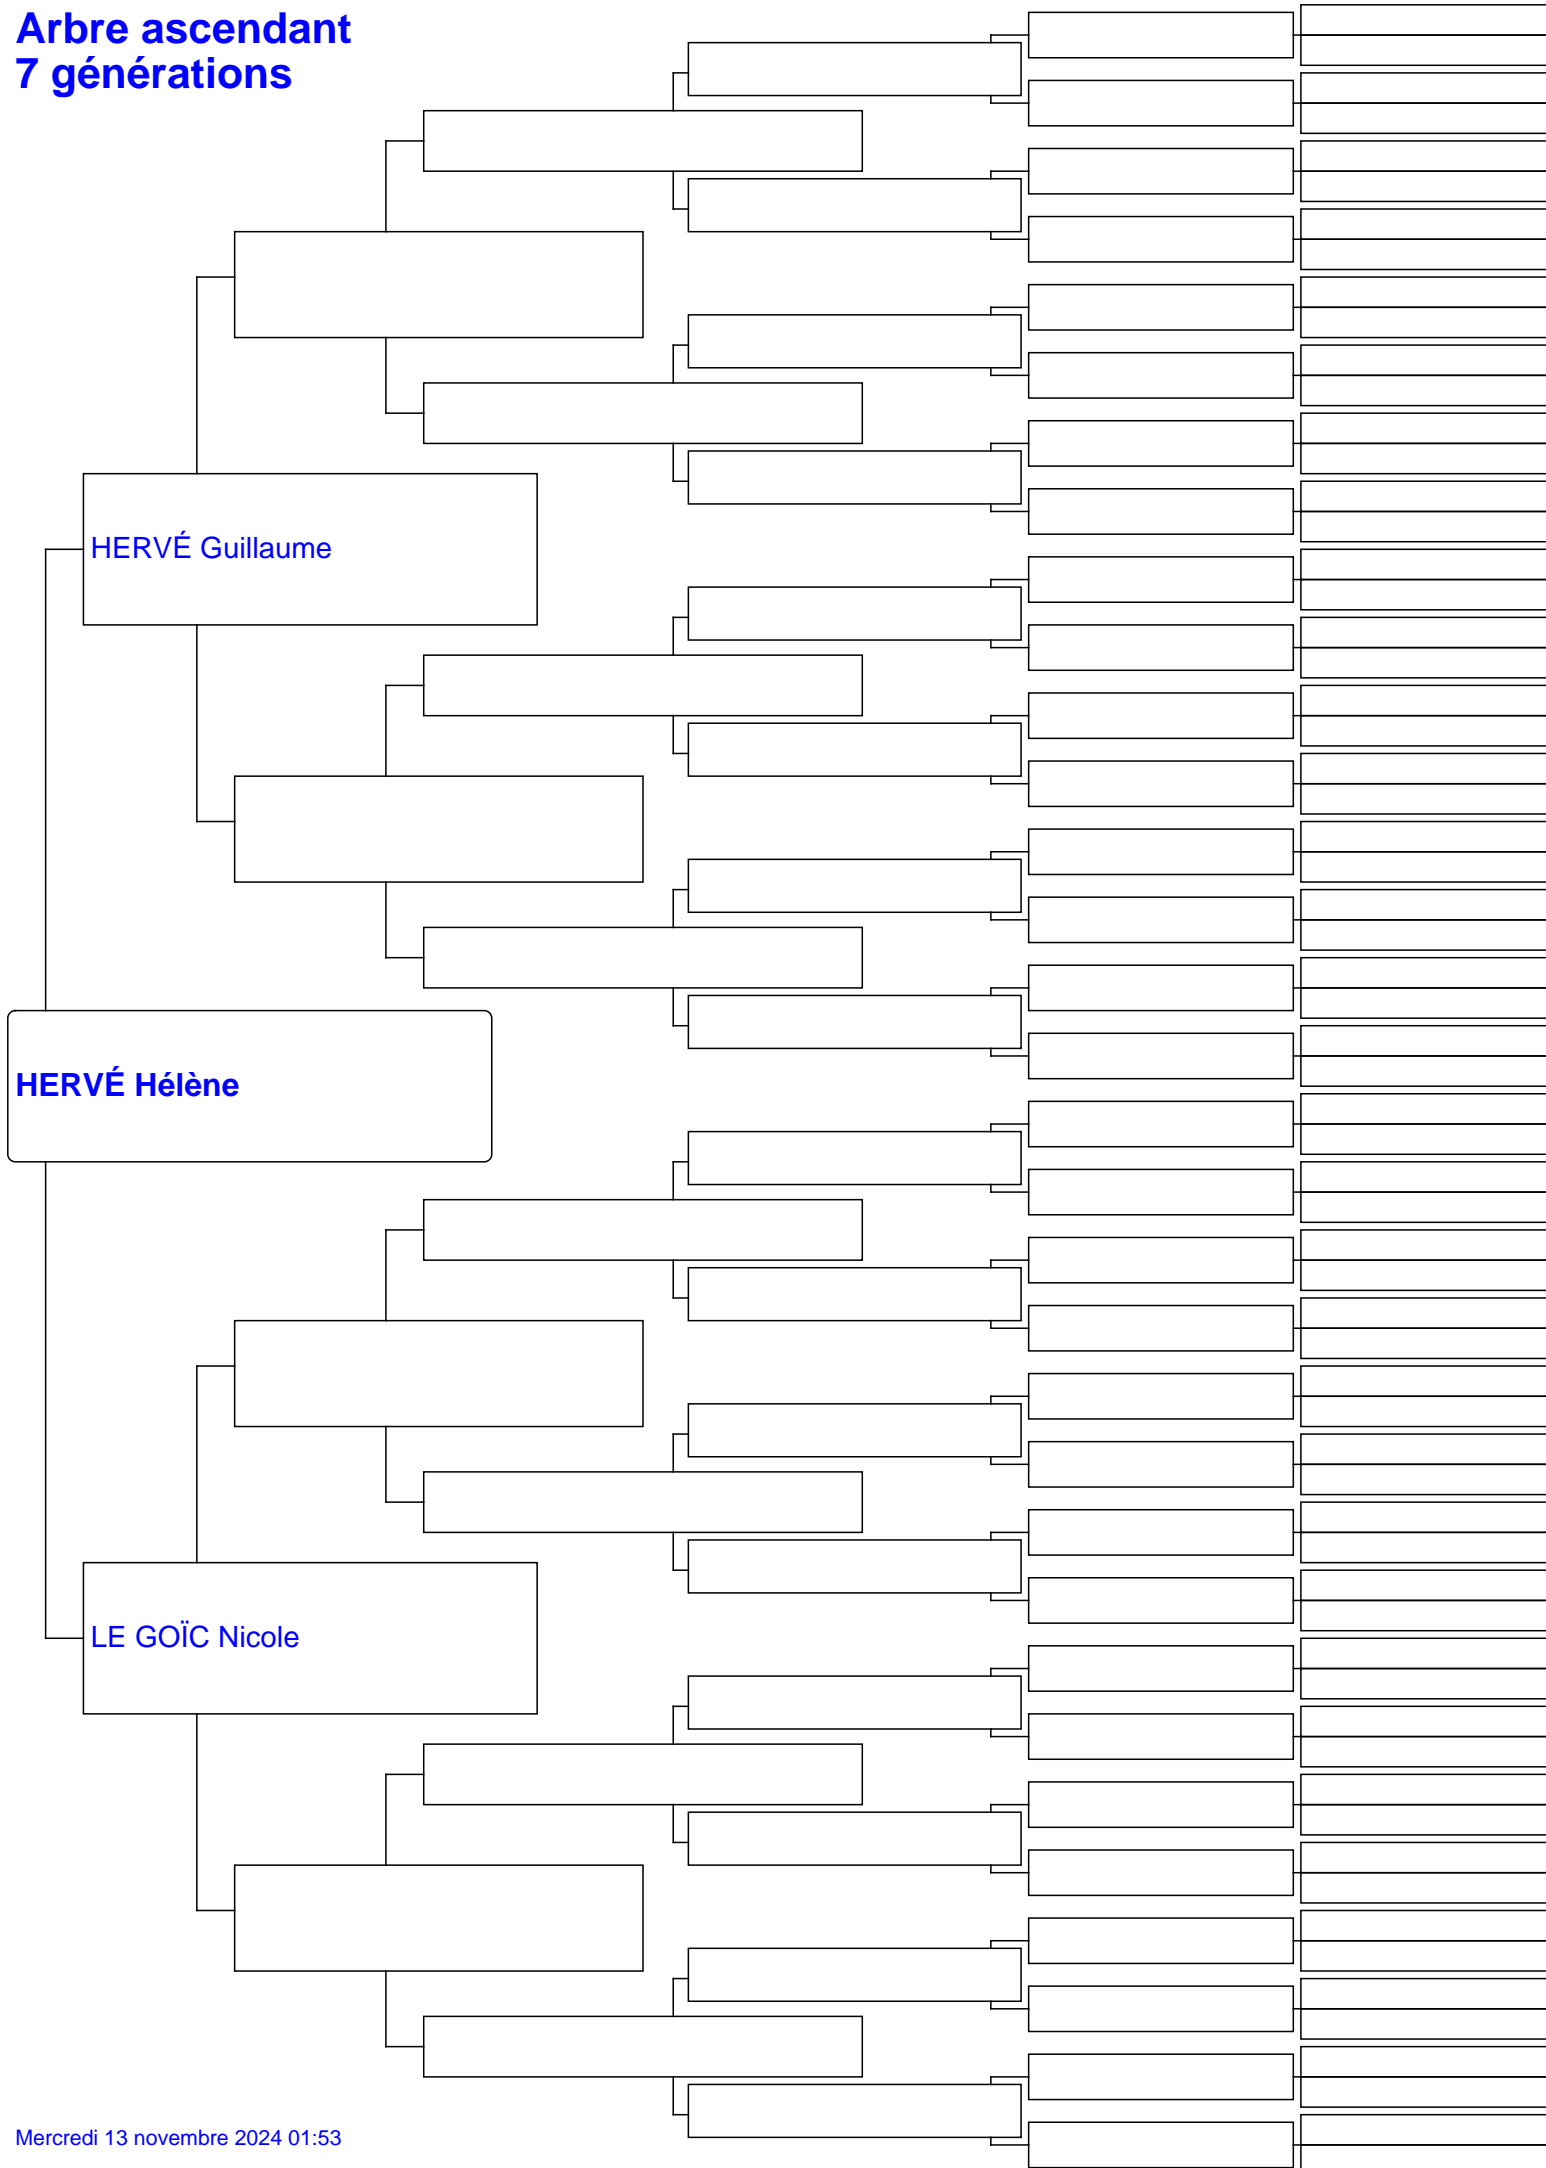 Arbre ascendant
7 générations
HERVÉ Guillaume
HERVÉ Hélène
LE GOÏC Nicole
Mercredi 13 novembre 2024 01:53